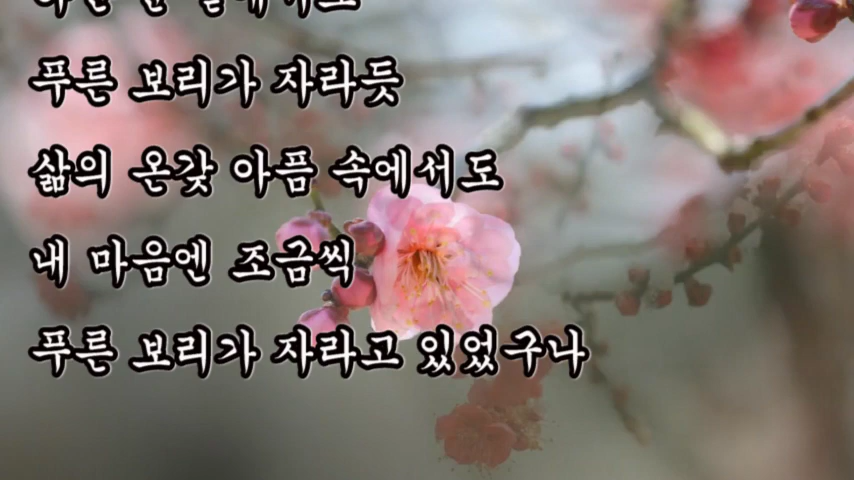 푸른 보리가 자라듯
삶의 온갖 아픔 속에서도
내 마음엔 조금씩
푸른 보리가 자라고 있었구나